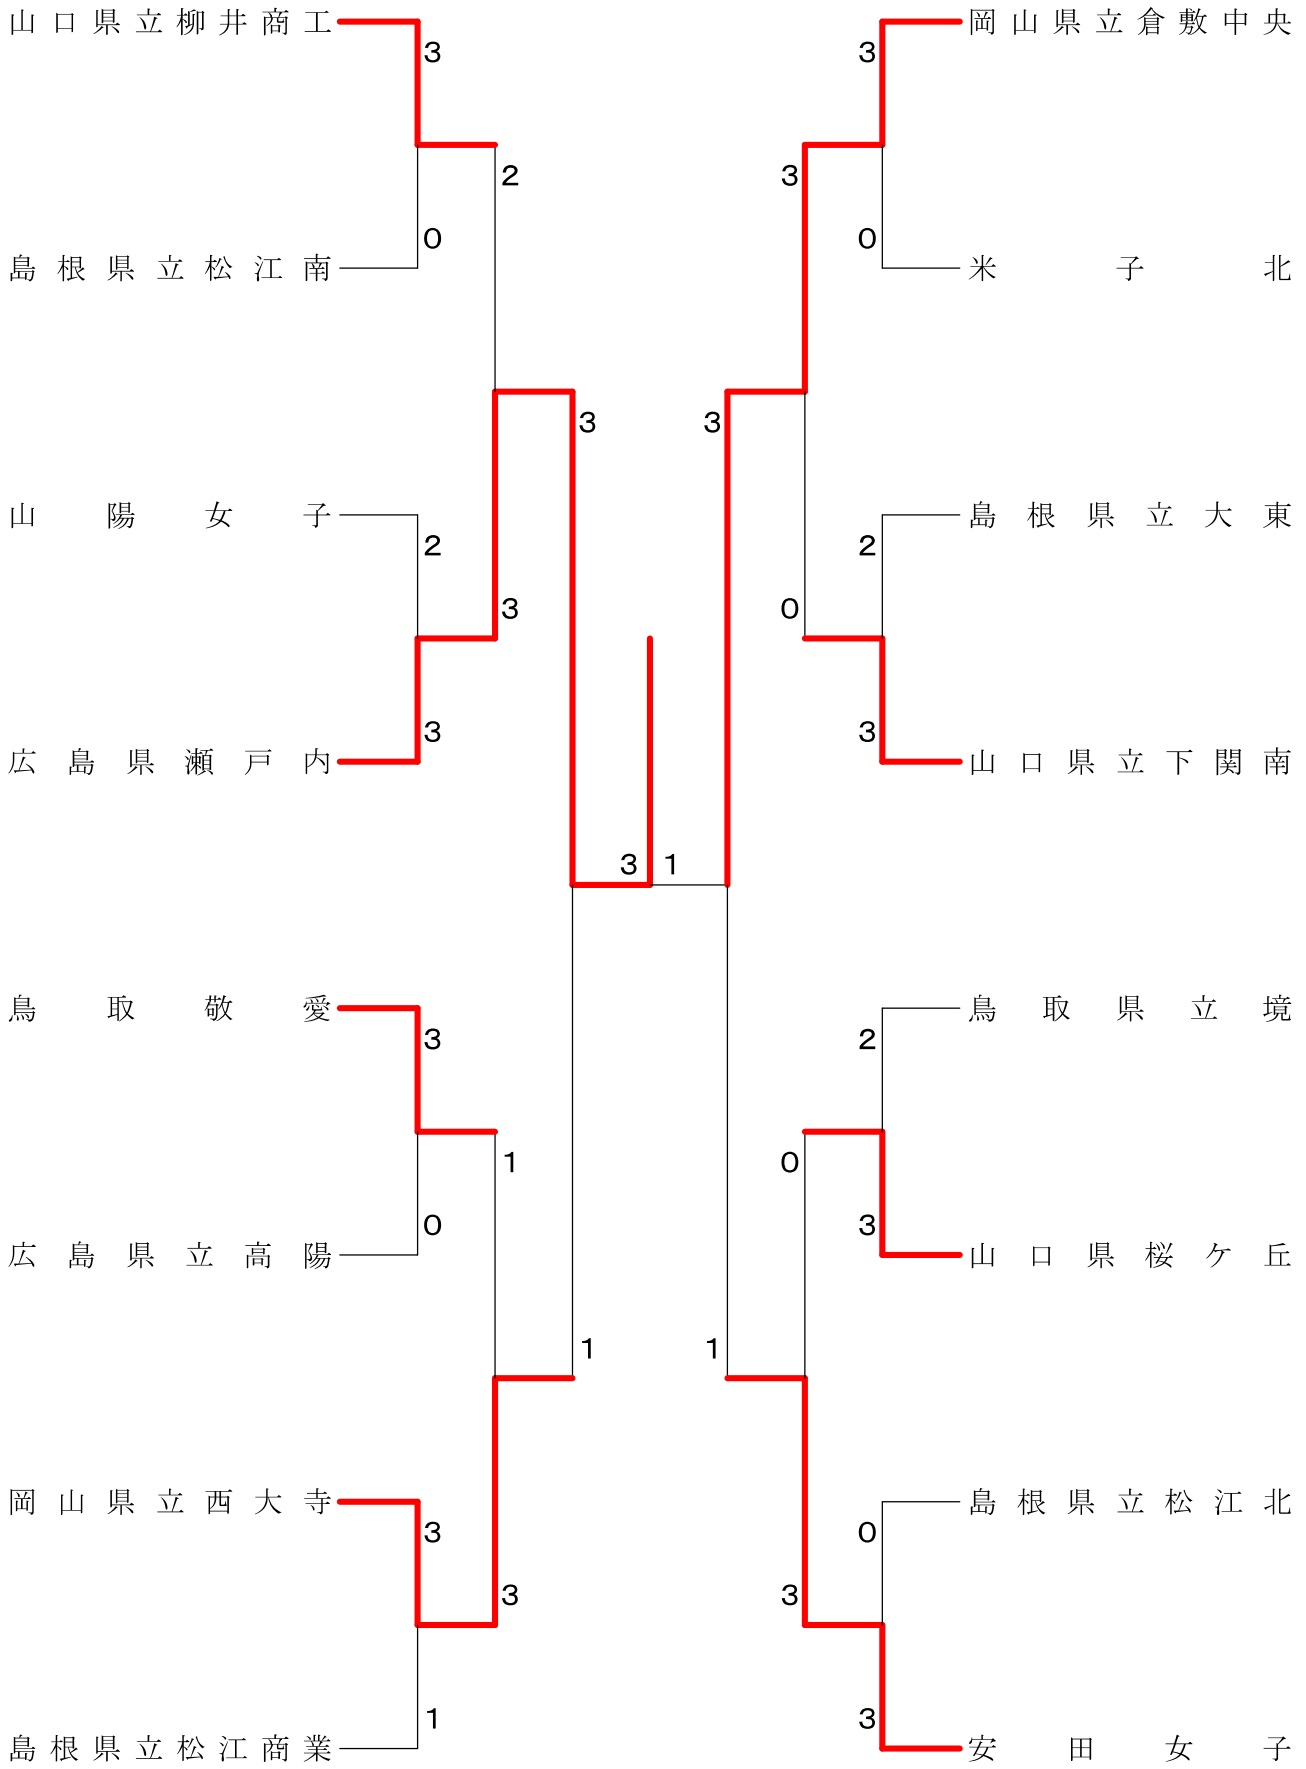 山口県立柳井商工
3
岡山県立倉敷中央
3
2
3
島根県立松江南
0
米子北
0
3
3
山陽女子
2
島根県立大東
2
3
0
広島県瀬戸内
3
山口県立下関南
3
3 1
鳥取敬愛
3
鳥取県立境
2
1
0
広島県立高陽
0
山口県桜ケ丘
3
1
1
岡山県立西大寺
3
島根県立松江北
0
3
3
島根県立松江商業
1
安田女子
3